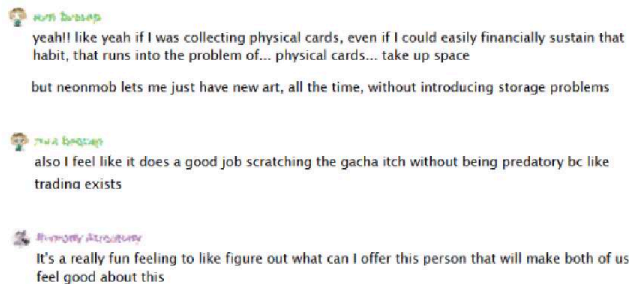 yeah!! like yeah if I was collecting physical cards, even if I could easily financially sustain that
habit, that runs into the problem of... physical cards... take up space
but neonmob lets me just have new art, all the time, without introducing storage problems
also I feel like it does a good job scratching the gacha itch without being predatory bc like
trading exists
It's a really fun feeling to like figure out what can I offer this person that will make both of us
feel good about this